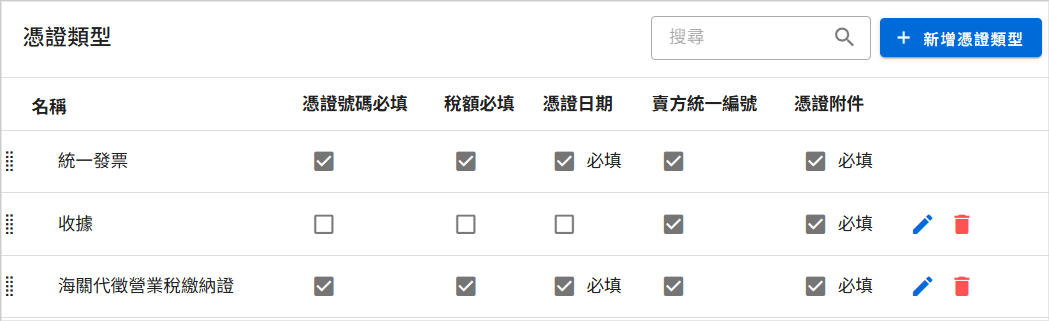 憑證類型
搜尋
+ 新增憑證類型
名稱 憑證號碼必填 稅額必填 憑證日期 賣方統一編號 憑證附件
統一發票 必填 必填
收據 必填
海關代徵營業稅繳納證 必填 必填